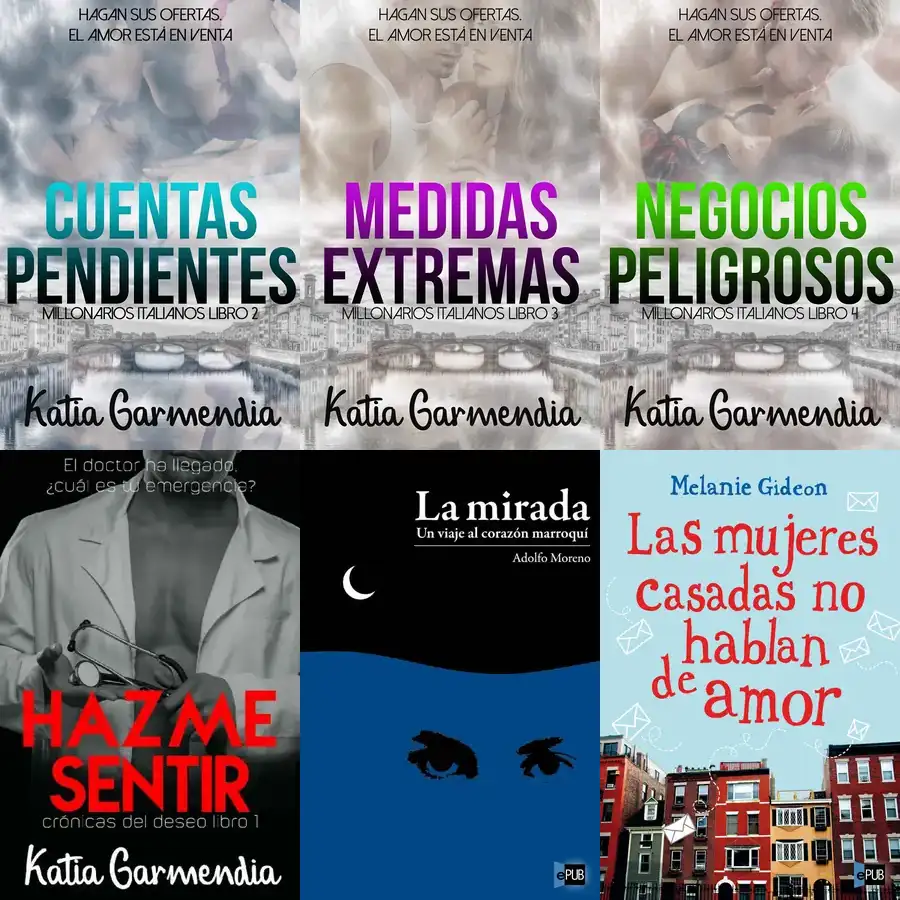 HAGAN SUS OFERTAS.
EL AMOR ESTÁ EN VENTA
CUENTAS
PENDIENTES
MILLONARIOS ITALIANOS LIBRO 2
Katia Garmendia
HAGAN SUS OFERTAS.
EL AMOR ESTÁ EN VENTA
MEDIDAS
EXTREMAS
MILLONARIOS ITALIANOS LIBRO 3
Katia Garmendia
HAGAN SUS OFERTAS.
EL AMOR ESTÁ EN VENTA
NEGOCIOS
PELIGROSOS
MILLONARIOS ITALIANOS LIBRO 4
Katia Garmendia
El doctor ha llegado,
¿cuál es tu emergencia?
HAZME
SENTIR
crónicas del deseo libro 1
Katia Garmendia
La mirada
Un viaje al corazón marroquí
Adolfo Moreno
ePUB
Melanie Gideon
Las mujeres
casadas no
hablan
de amor
ePUB